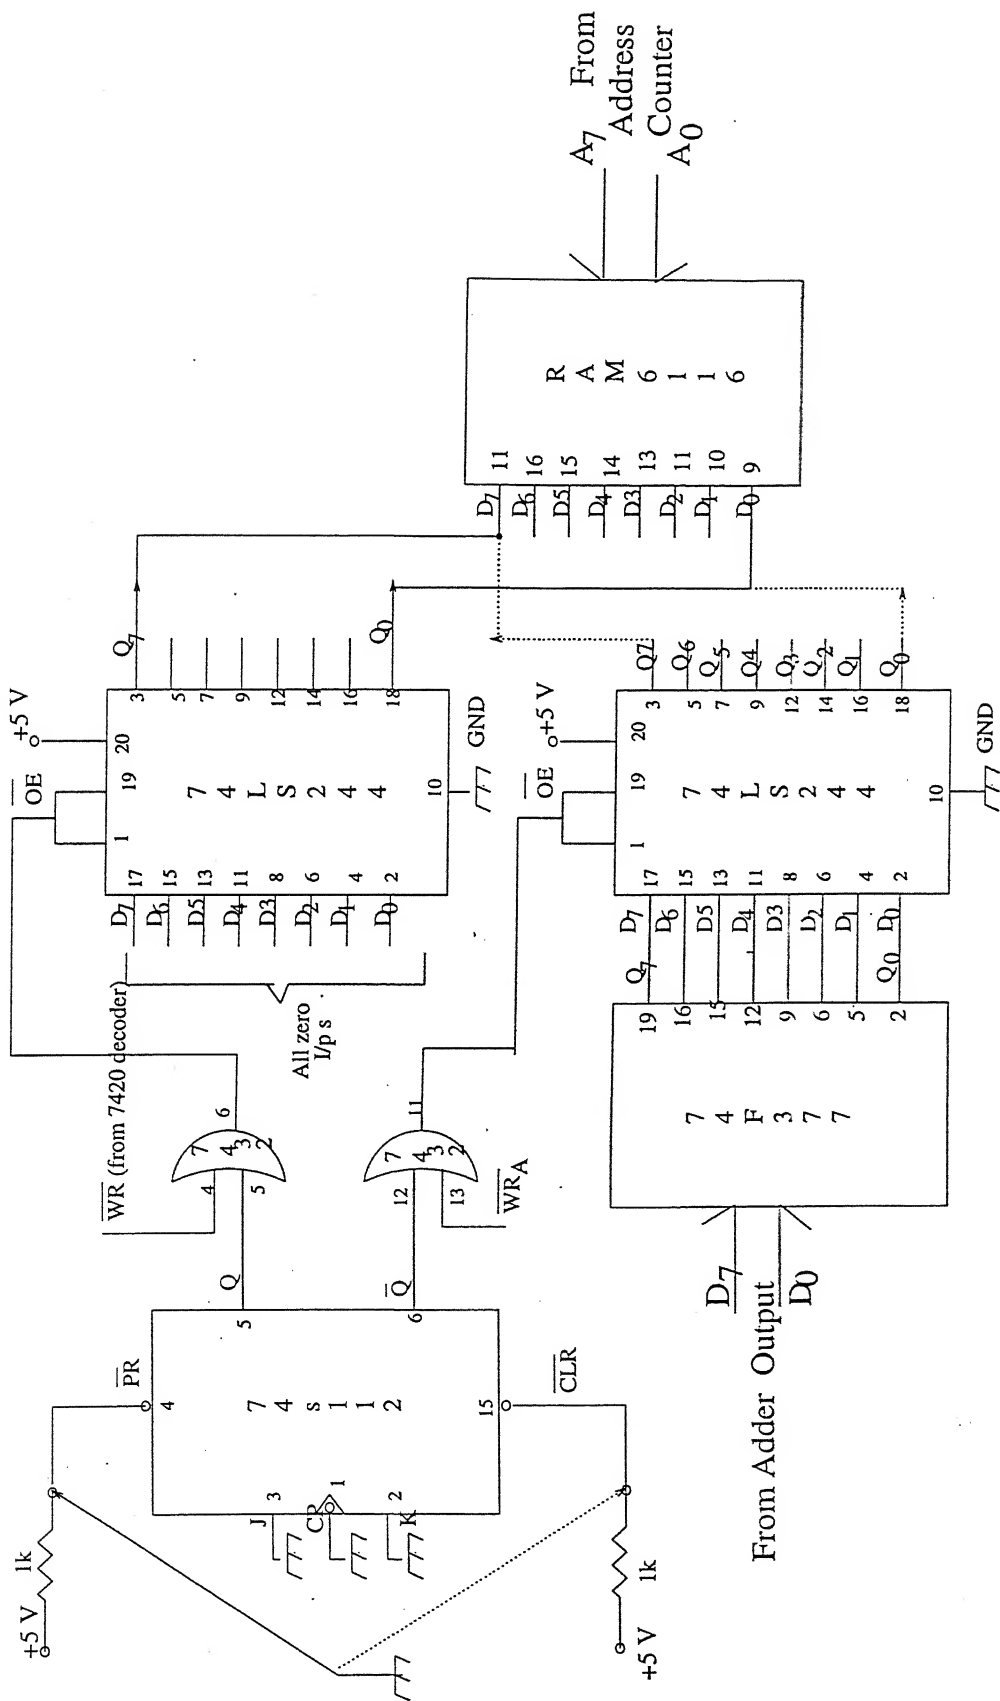 +5 V
1k
PR
4
J
3
CP
1
K
2
7 4 s 1 1 2
15
CLR
1k
+5 V
Q
5
Q
6
WR (from 7420 decoder)
4
5
6
7 4 3 2
12
13
11
7 4 3 2
WRA
All zero
I/p s
D7 17
D6 15
D5 13
D4 11
D3 8
D2 6
D1 4
D0 2
OE
1
19
20
+5 V
7 4 L S 2 4 4
10
GND
3 Q7
5
7
9
12
14
16
18 Q0
From Adder Output
D7
D0
7 4 F 3 7 7
19 Q7
16
15
12
9
6
5
2 Q0
D7 17
D6 15
D5 13
D4 11
D3 8
D2 6
D1 4
D0 2
OE
1
19
20
+5 V
7 4 L S 2 4 4
10
GND
3 Q7
5 Q6
7 Q5
9 Q4
12 Q3
14 Q2
16 Q1
18 Q0
D7 11
D6 16
D5 15
D4 14
D3 13
D2 11
D1 10
D0 9
R A M 6 1 1 6
A7 From
Address
Counter
A0